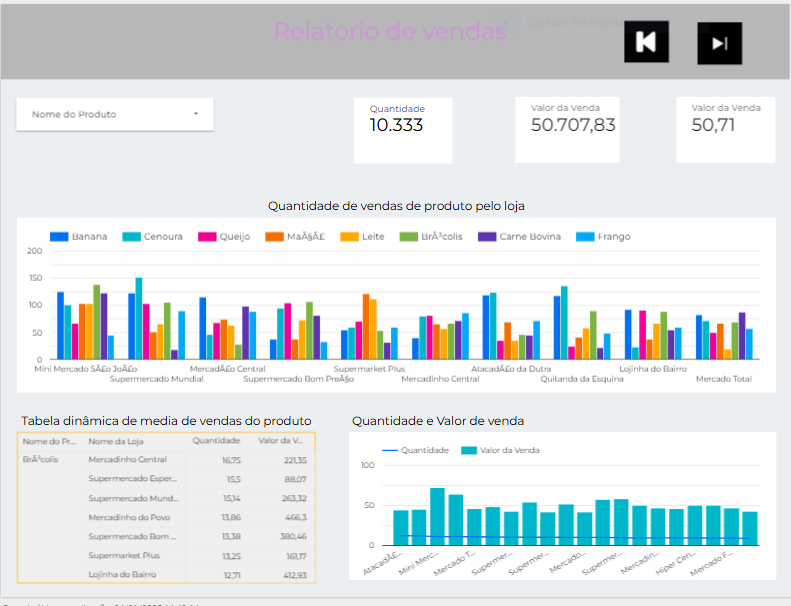 Relatorio de vendas
Nome do Produto
Quantidade
10.333
Valor da Venda
50.707,83
Valor da Venda
50,71
Quantidade de vendas de produto pelo loja
Banana Cenoura Queijo MaÃ§Ã£ Leite BrÃ³colis Carne Bovina Frango
200
150
100
50
0
Mini Mercado SÃ£o JoÃ£o MercadÃ£o Central Supermarket Plus AtacadÃ£o da Dutra Lojinha do Bairro
Supermercado Mundial Supermercado Bom PreÃ§o Mercadinho Central Quitanda da Esquina Mercado Total
Tabela dinâmica de media de vendas do produto
Nome do Pr... Nome da Loja Quantidade Valor da V...
BrÃ³colis Mercadinho Central 16,75 221,35
Supermercado Esper... 15,5 88,07
Supermercado Mund... 15,14 263,32
Mercadinho do Povo 13,86 466,3
Supermercado Bom ... 13,38 380,46
Supermarket Plus 13,25 161,17
Lojinha do Bairro 12,71 412,93
Quantidade e Valor de venda
Quantidade Valor da Venda
100
50
0
AtacadÃ£... Mini Merc... Mercado T... Supermer... Supermer... Mercado... Supermer... Mercadin... Hiper Cen... Mercado F...